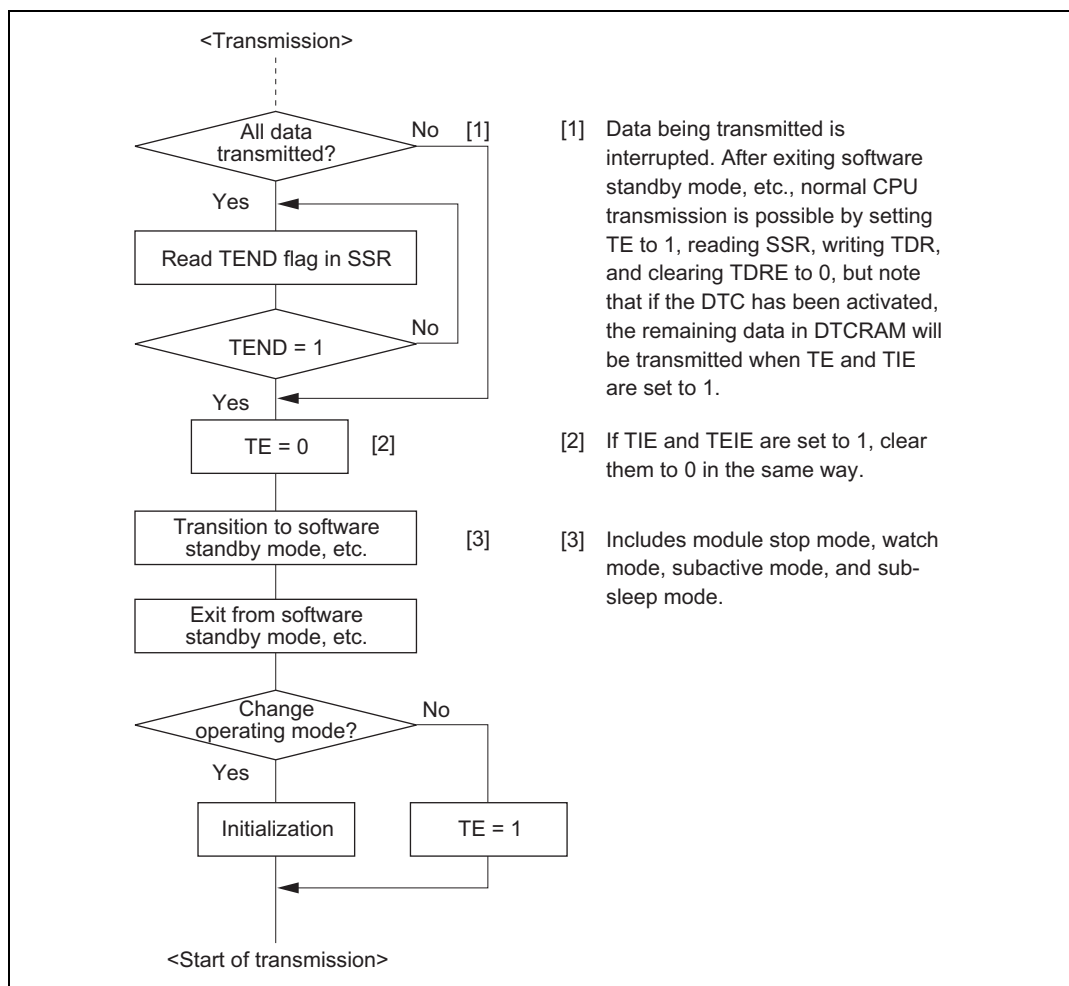 <Transmission>
All data
transmitted?
No
[1]
Yes
Read TEND flag in SSR
TEND = 1
No
Yes
TE = 0
[2]
Transition to software
standby mode, etc.
[3]
Exit from software
standby mode, etc.
Change
operating mode?
No
Yes
Initialization
TE = 1
<Start of transmission>
[1] Data being transmitted is
interrupted. After exiting software
standby mode, etc., normal CPU
transmission is possible by setting
TE to 1, reading SSR, writing TDR,
and clearing TDRE to 0, but note
that if the DTC has been activated,
the remaining data in DTCRAM will
be transmitted when TE and TIE
are set to 1.
[2] If TIE and TEIE are set to 1, clear
them to 0 in the same way.
[3] Includes module stop mode, watch
mode, subactive mode, and sub-
sleep mode.